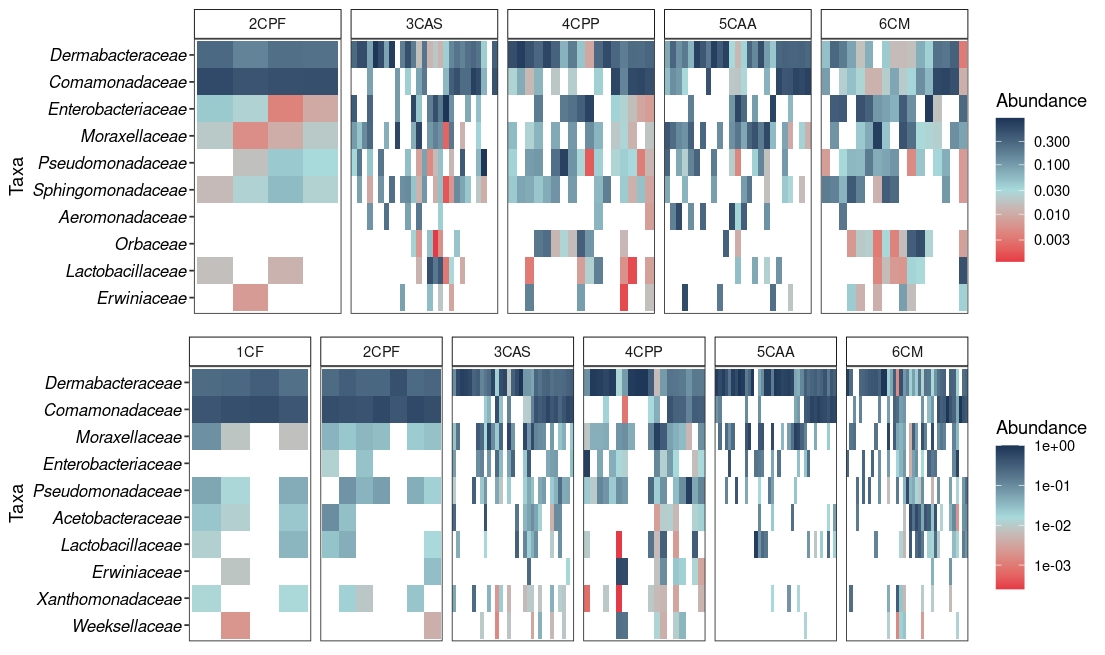 2CPF 3CAS 4CPP 5CAA 6CM
Taxa
Dermabacteraceae
Comamonadaceae
Enterobacteriaceae
Moraxellaceae
Pseudomonadaceae
Sphingomonadaceae
Aeromonadaceae
Orbaceae
Lactobacillaceae
Erwiniaceae
Abundance
0.300
0.100
0.030
0.010
0.003
1CF 2CPF 3CAS 4CPP 5CAA 6CM
Taxa
Dermabacteraceae
Comamonadaceae
Moraxellaceae
Enterobacteriaceae
Pseudomonadaceae
Acetobacteraceae
Lactobacillaceae
Erwiniaceae
Xanthomonadaceae
Weeksellaceae
Abundance
1e+00
1e-01
1e-02
1e-03